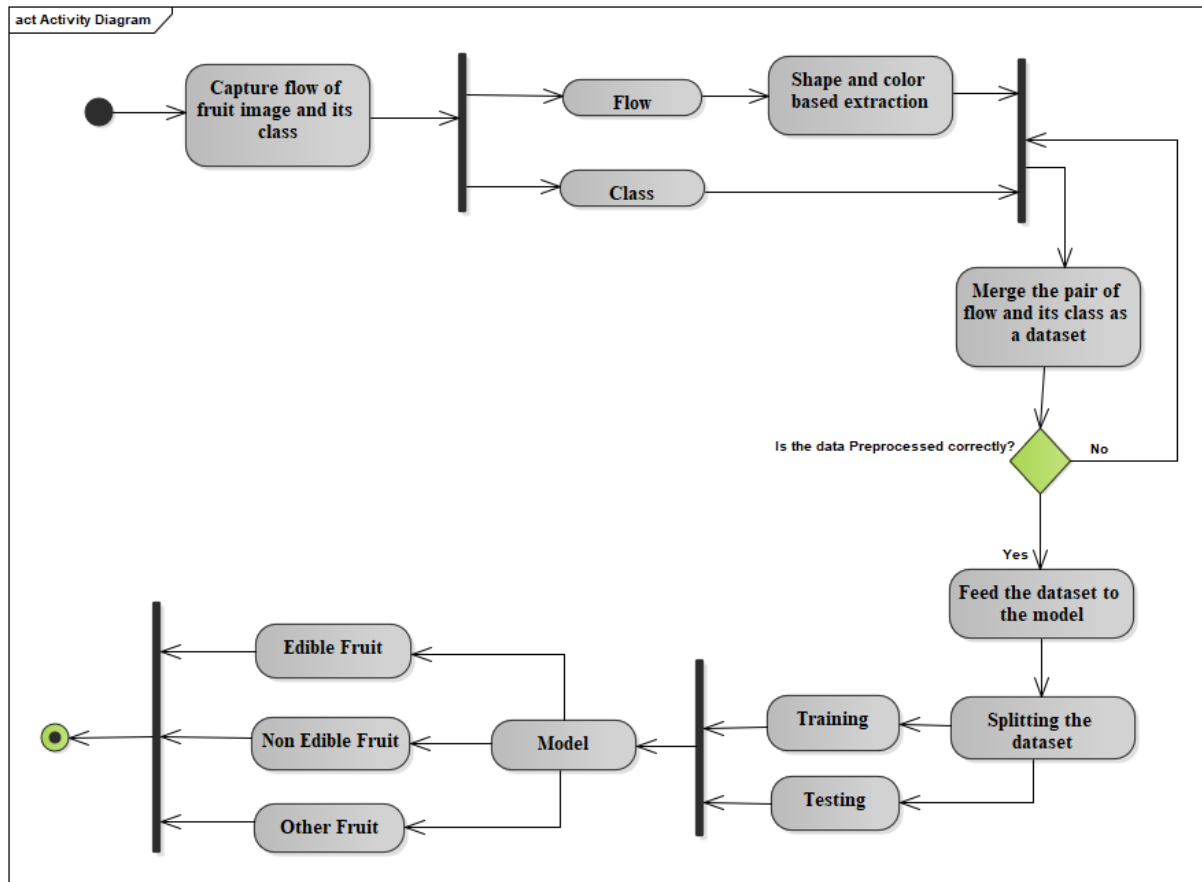 act Activity Diagram
Capture flow of
fruit image and its
class
Flow
Shape and color
based extraction
Class
Merge the pair of
flow and its class as
a dataset
Is the data Preprocessed correctly?
No
Yes
Feed the dataset to
the model
Splitting the
dataset
Training
Testing
Model
Edible Fruit
Non Edible Fruit
Other Fruit